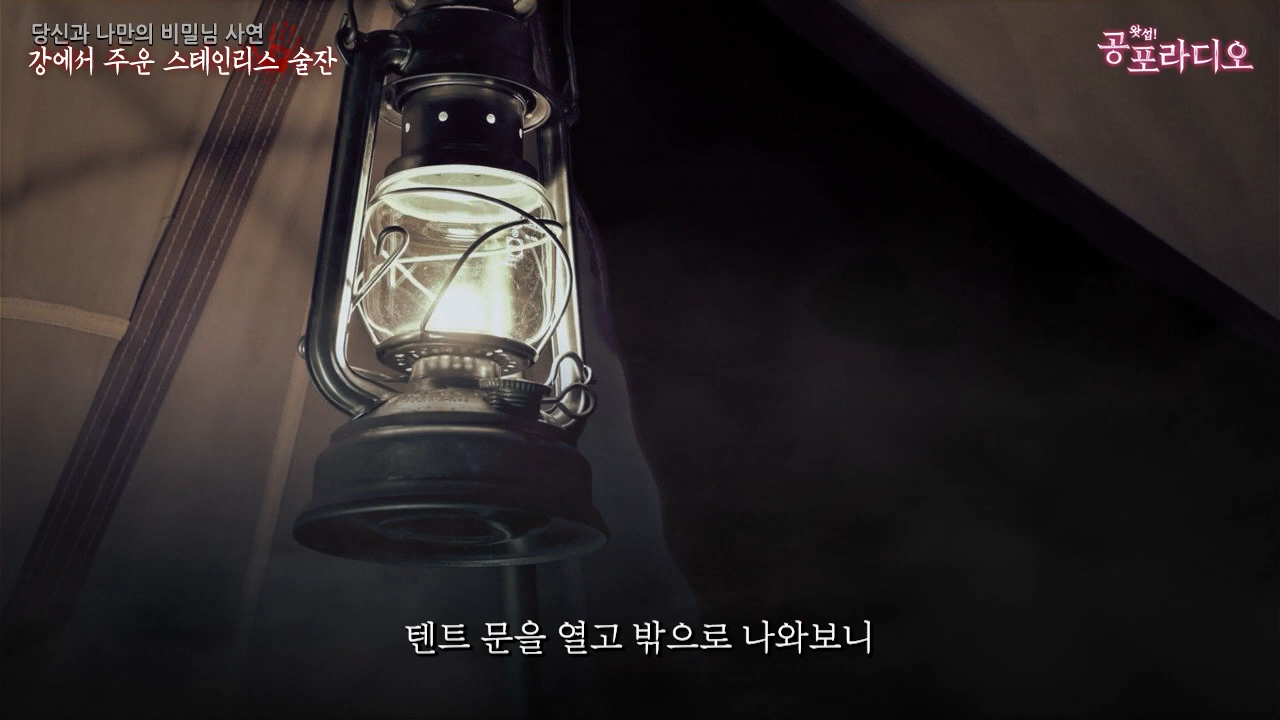 당신과 나만의 비밀님 사연
강에서 주운 스테인리스 술잔
왓섭!
공포라디오
텐트 문을 열고 밖으로 나와보니